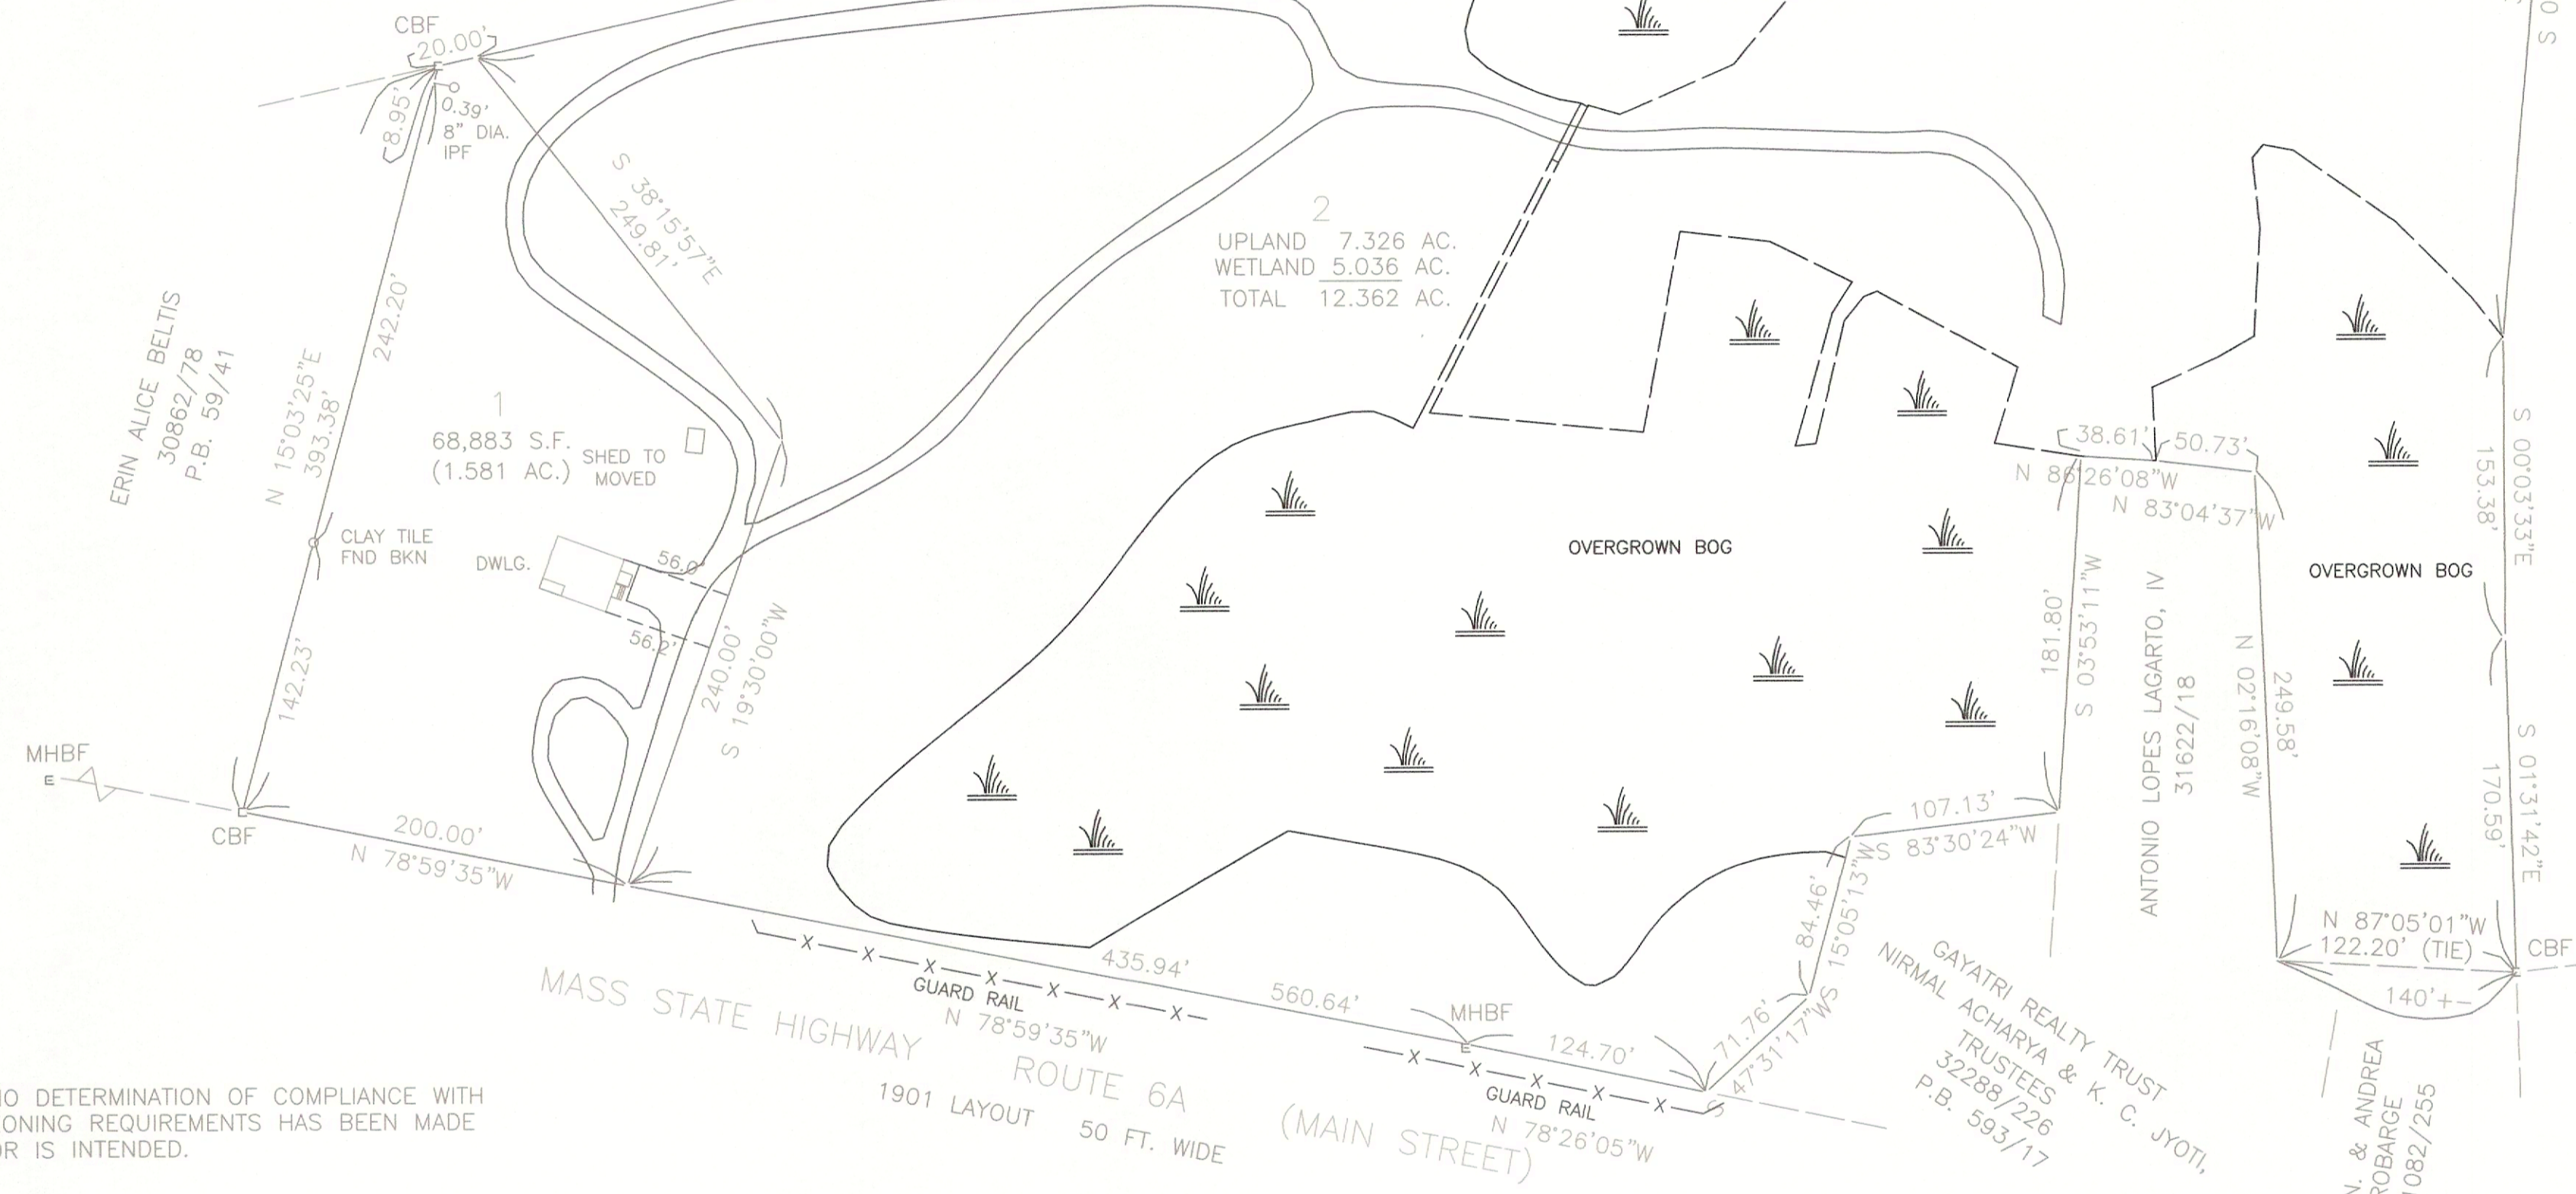 CBF
20.00'
8.95'
0.39'
8" DIA.
IPF
S 38°15'57"E
249.81'
242.20'
N 15°03'25"E
393.38'
ERIN ALICE BELTIS
30862/78
P.B. 59/41
1
68,883 S.F.
(1.581 AC.)
SHED TO
MOVED
CLAY TILE
FND BKN
DWLG.
56.0'
56.2'
142.23'
240.00'
S 19°30'00"W
MHBF
E
CBF
200.00'
N 78°59'35"W
2
UPLAND 7.326 AC.
WETLAND 5.036 AC.
TOTAL 12.362 AC.
OVERGROWN BOG
38.61'
50.73'
N 86°26'08"W
N 83°04'37"W
181.80'
S 03°53'11"W
ANTONIO LOPES LAGARTO, IV
31622/18
N 02°16'08"W
249.58'
OVERGROWN BOG
153.38'
S 00°03'33"E
170.59'
S 01°31'42"E
0 S
N 87°05'01"W
122.20' (TIE)
CBF
140'+-
107.13'
S 83°30'24"W
84.46'
S 15°05'13"W
71.76'
S 47°31'17"W
435.94'
560.64'
MHBF
E
124.70'
X X X X X X X
GUARD RAIL
N 78°59'35"W
X X X X X
GUARD RAIL
N 78°26'05"W
MASS STATE HIGHWAY ROUTE 6A (MAIN STREET)
1901 LAYOUT 50 FT. WIDE
GAYATRI REALTY TRUST
NIRMAL ACHARYA & K. C. JYOTI,
TRUSTEES
32288/226
P.B. 593/17
N. & ANDREA
ROBARGE
1082/255
NO DETERMINATION OF COMPLIANCE WITH
ONING REQUIREMENTS HAS BEEN MADE
OR IS INTENDED.